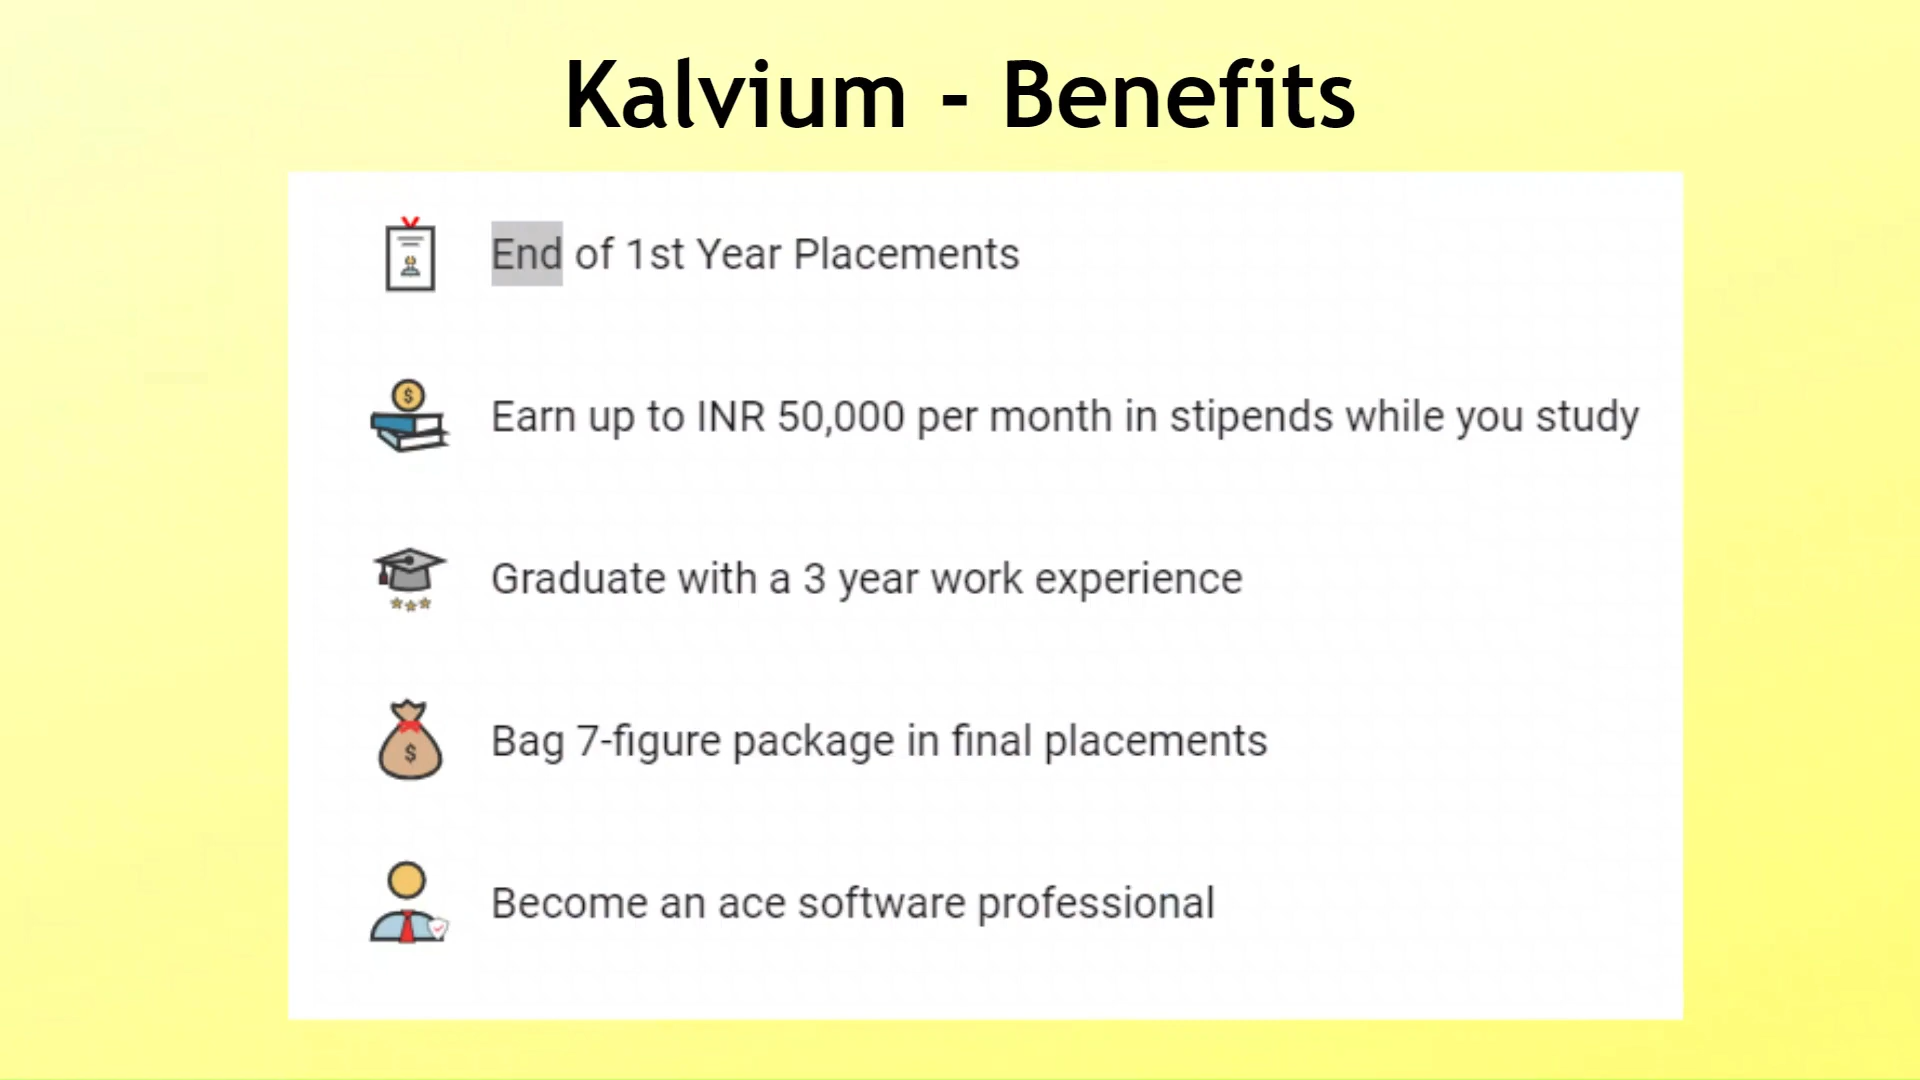 Kalvium - Benefits
End of 1st Year Placements
Earn up to INR 50,000 per month in stipends while you study
Graduate with a 3 year work experience
Bag 7-figure package in final placements
Become an ace software professional